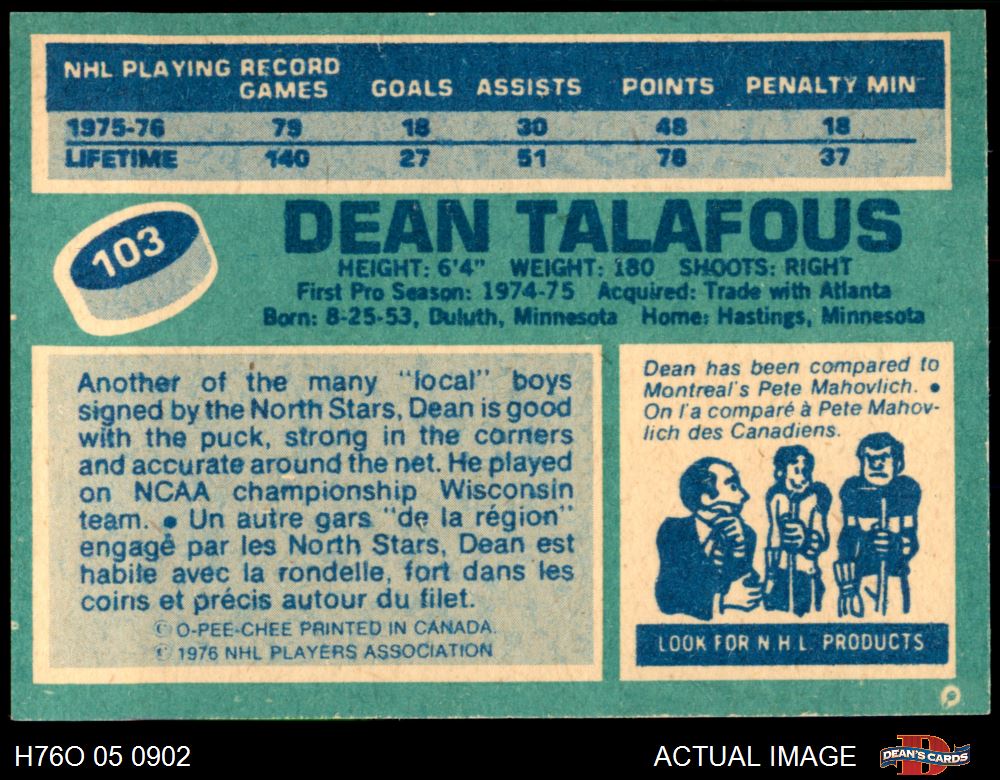 NHL PLAYING RECORD
GAMES GOALS ASSISTS POINTS PENALTY MIN
1975-76 79 18 30 48 18
LIFETIME 140 27 51 78 37
103
DEAN TALAFOUS
HEIGHT: 6'4" WEIGHT: 180 SHOOTS: RIGHT
First Pro Season: 1974-75 Acquired: Trade with Atlanta
Born: 8-25-53, Duluth, Minnesota Home: Hastings, Minnesota
Another of the many "local" boys
signed by the North Stars, Dean is good
with the puck, strong in the corners
and accurate around the net. He played
on NCAA championship Wisconsin
team. • Un autre gars "de la région"
engagé par les North Stars, Dean est
habile avec la rondelle, fort dans les
coins et précis autour du filet.
© O-PEE-CHEE PRINTED IN CANADA.
© 1976 NHL PLAYERS ASSOCIATION
Dean has been compared to
Montreal's Pete Mahovlich. •
On l'a comparé à Pete Mahov-
lich des Canadiens.
LOOK FOR N.H.L. PRODUCTS
H76O 05 0902
ACTUAL IMAGE
DEAN'S CARDS